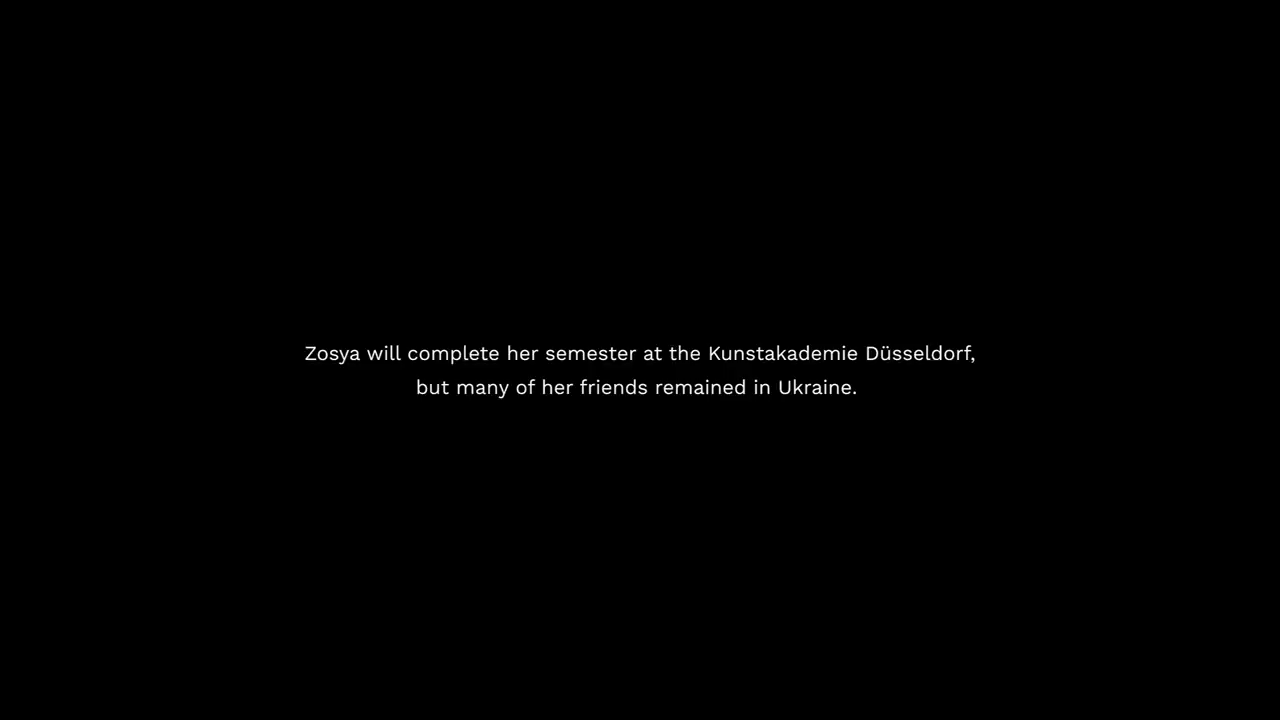 Zosya will complete her semester at the Kunstakademie Düsseldorf,
but many of her friends remained in Ukraine.